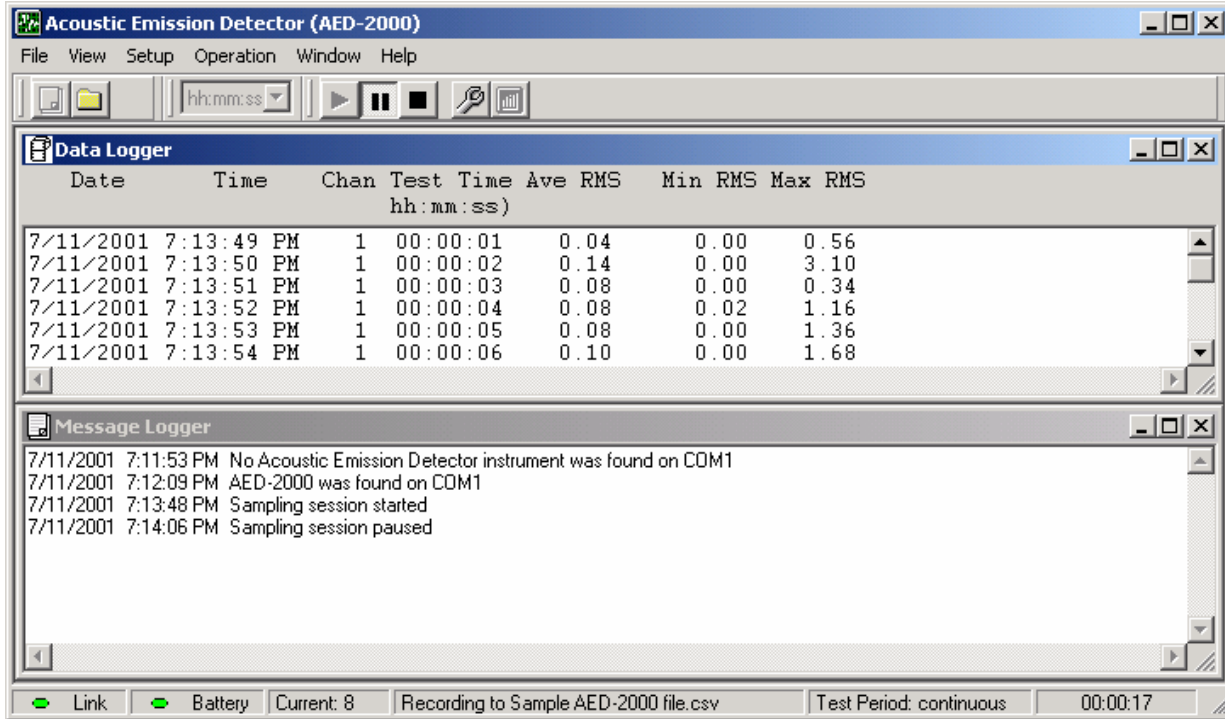 Acoustic Emission Detector (AED-2000)
File View Setup Operation Window Help
hh:mm:ss
Data Logger
Date Time Chan Test Time Ave RMS Min RMS Max RMS
hh:mm:ss)
7/11/2001 7:13:49 PM 1 00:00:01 0.04 0.00 0.56
7/11/2001 7:13:50 PM 1 00:00:02 0.14 0.00 3.10
7/11/2001 7:13:51 PM 1 00:00:03 0.08 0.00 0.34
7/11/2001 7:13:52 PM 1 00:00:04 0.08 0.02 1.16
7/11/2001 7:13:53 PM 1 00:00:05 0.08 0.00 1.36
7/11/2001 7:13:54 PM 1 00:00:06 0.10 0.00 1.68
Message Logger
7/11/2001 7:11:53 PM No Acoustic Emission Detector instrument was found on COM1
7/11/2001 7:12:09 PM AED-2000 was found on COM1
7/11/2001 7:13:48 PM Sampling session started
7/11/2001 7:14:06 PM Sampling session paused
Link Battery Current: 8 Recording to Sample AED-2000 file.csv Test Period: continuous 00:00:17